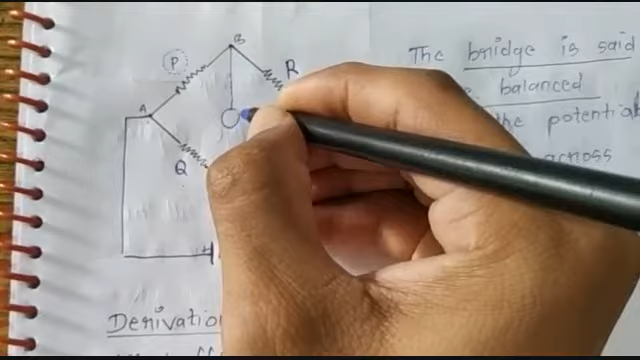 B
P
R
The bridge is said
A
balanced
the potential
Q
across
Derivation